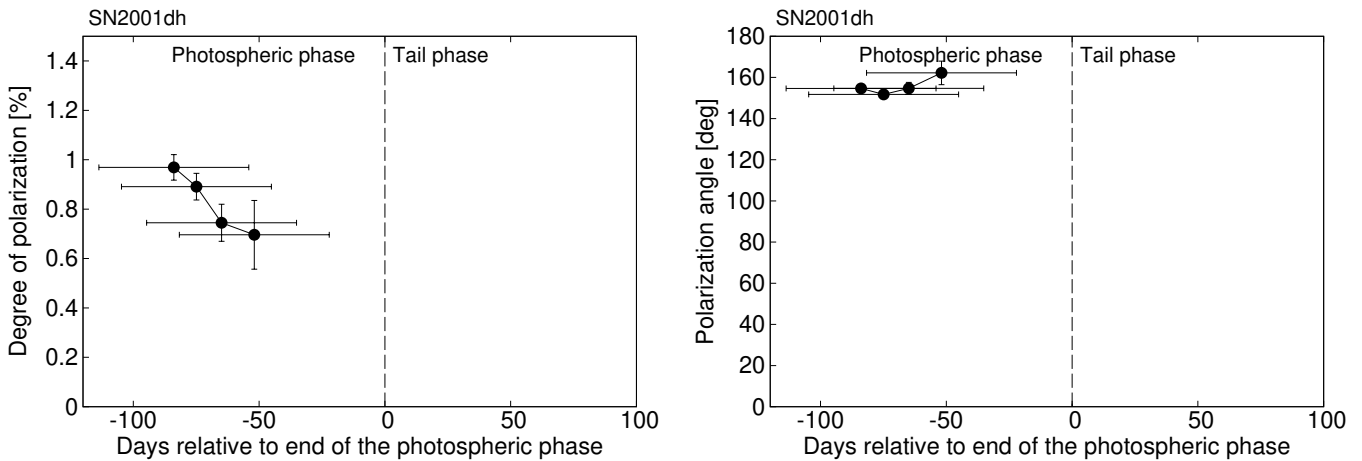 SN2001dh
Photospheric phase
Tail phase
Degree of polarization [%]
1.4
1.2
1
0.8
0.6
0.4
0.2
0
-100
-50
0
50
100
Days relative to end of the photospheric phase
SN2001dh
Photospheric phase
Tail phase
Polarization angle [deg]
180
160
140
120
100
80
60
40
20
0
-100
-50
0
50
100
Days relative to end of the photospheric phase